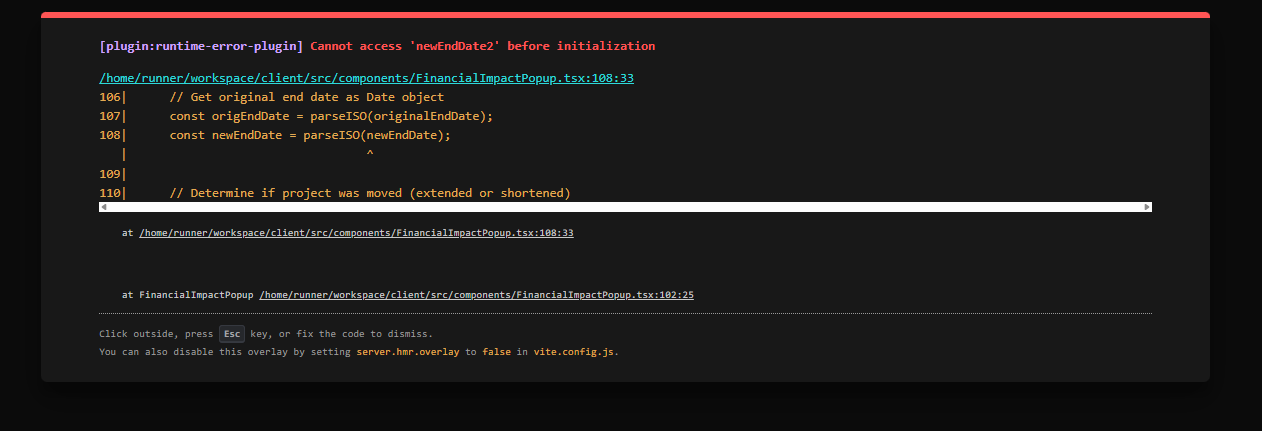 [plugin:runtime-error-plugin] Cannot access 'newEndDate2' before initialization
/home/runner/workspace/client/src/components/FinancialImpactPopup.tsx:108:33
106|      // Get original end date as Date object
107|      const origEndDate = parseISO(originalEndDate);
108|      const newEndDate = parseISO(newEndDate);
   |                                  ^
109|
110|      // Determine if project was moved (extended or shortened)
at /home/runner/workspace/client/src/components/FinancialImpactPopup.tsx:108:33
at FinancialImpactPopup /home/runner/workspace/client/src/components/FinancialImpactPopup.tsx:102:25
Click outside, press Esc key, or fix the code to dismiss.
You can also disable this overlay by setting server.hmr.overlay to false in vite.config.js.